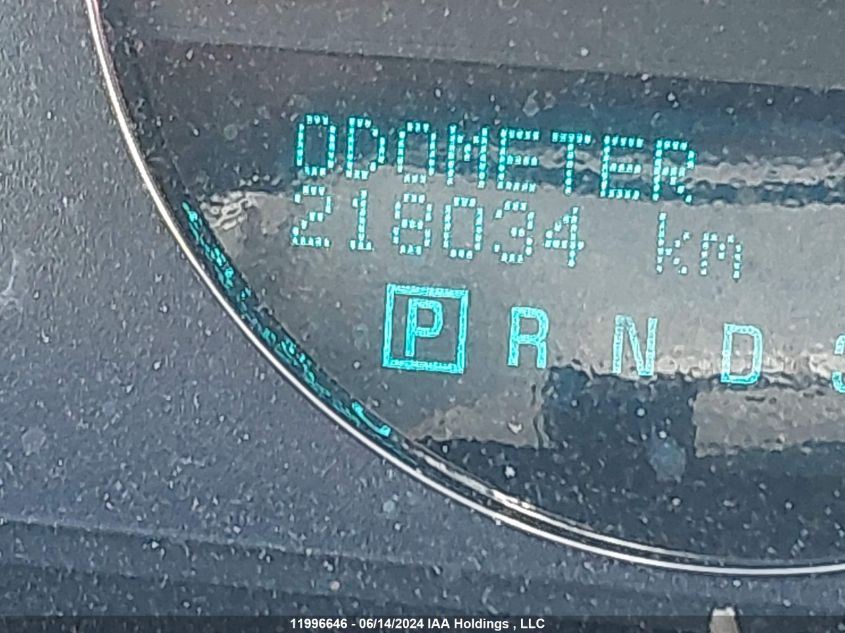 ODOMETER
218034 km
P R N D 3
11996646 - 06/14/2024 IAA Holdings , LLC